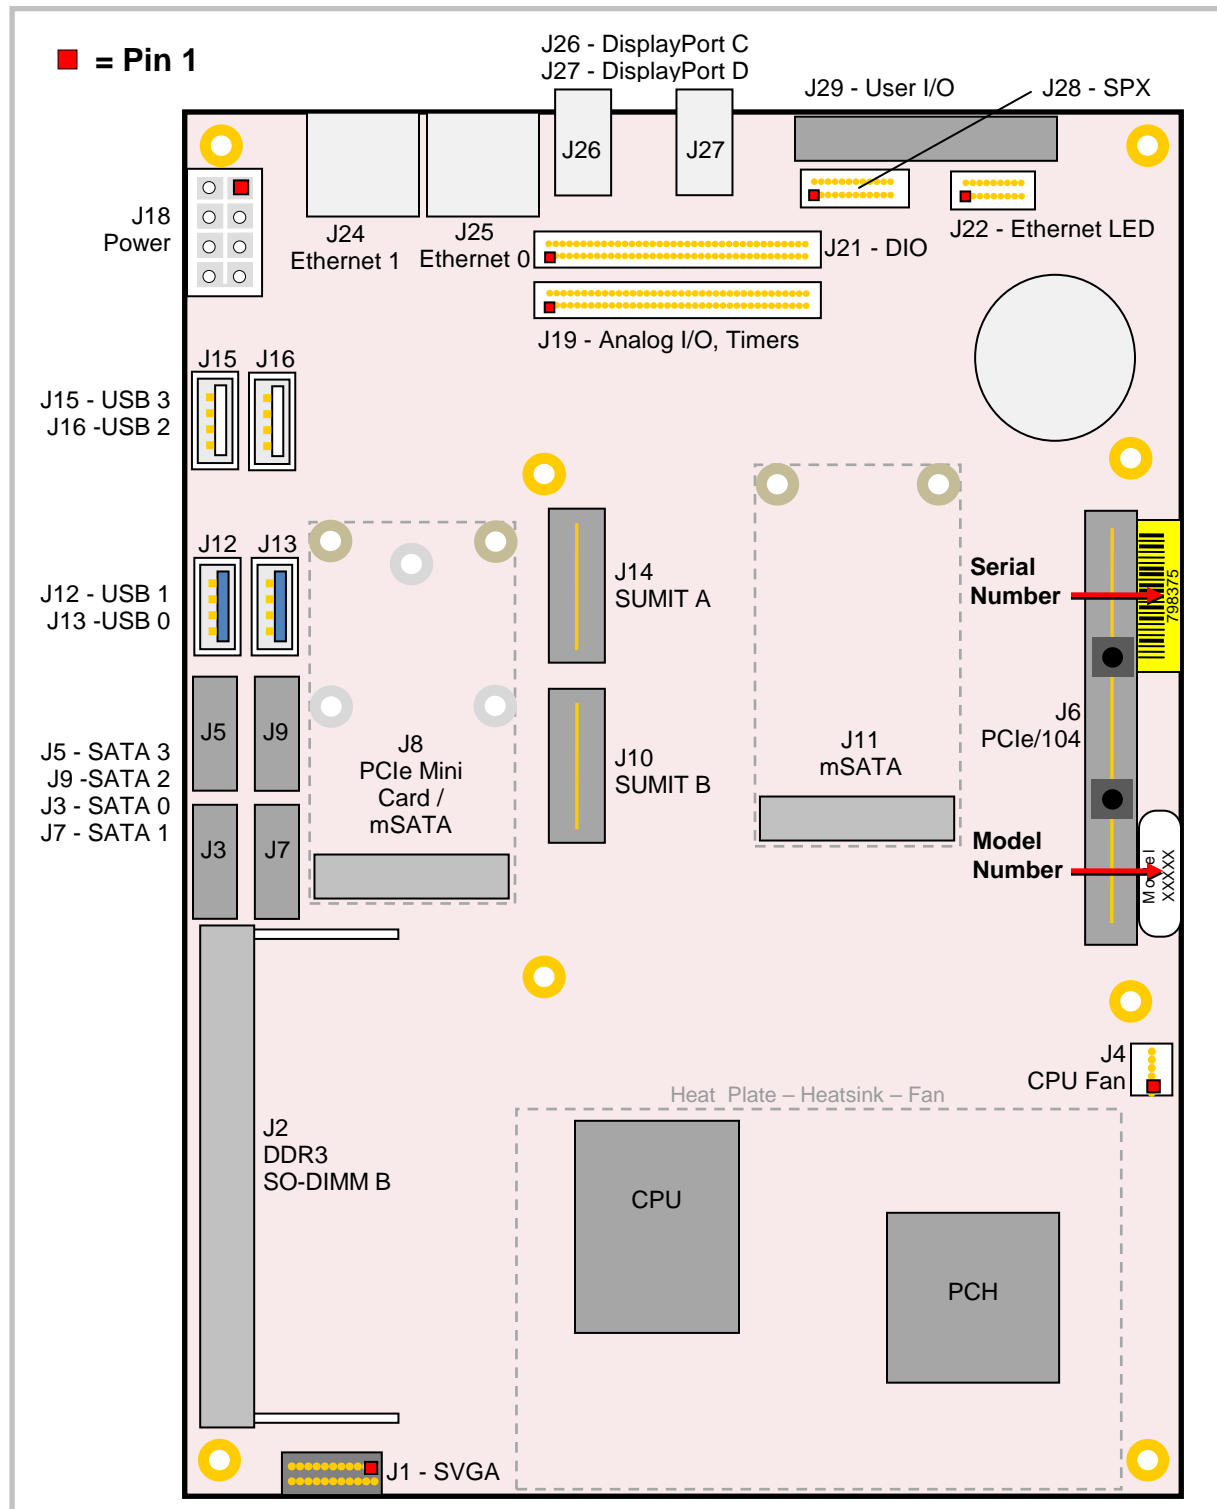 = Pin 1
J26 - DisplayPort C
J27 - DisplayPort D
J29 - User I/O
J28 - SPX
J26
J27
J18
Power
J24
Ethernet 1
J25
Ethernet 0
J21 - DIO
J22 - Ethernet LED
J19 - Analog I/O, Timers
J15
J16
J15 - USB 3
J16 -USB 2
J12
J13
J12 - USB 1
J13 -USB 0
J14
SUMIT A
Serial
Number
798375
J5
J9
J5 - SATA 3
J9 -SATA 2
J3 - SATA 0
J7 - SATA 1
J3
J7
J8
PCIe Mini
Card /
mSATA
J10
SUMIT B
J11
mSATA
J6
PCIe/104
Model
Number
Model
XXXXX
J4
CPU Fan
Heat Plate – Heatsink – Fan
J2
DDR3
SO-DIMM B
CPU
PCH
J1 - SVGA